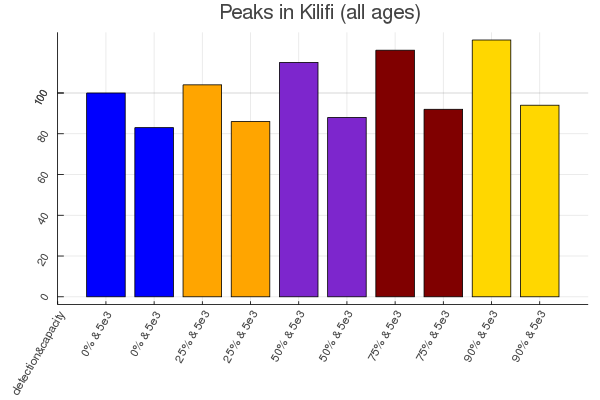 Peaks in Kilifi (all ages)
100
80
60
40
20
0
detection&capacity
0% & 5e3
0% & 5e3
25% & 5e3
25% & 5e3
50% & 5e3
50% & 5e3
75% & 5e3
75% & 5e3
90% & 5e3
90% & 5e3